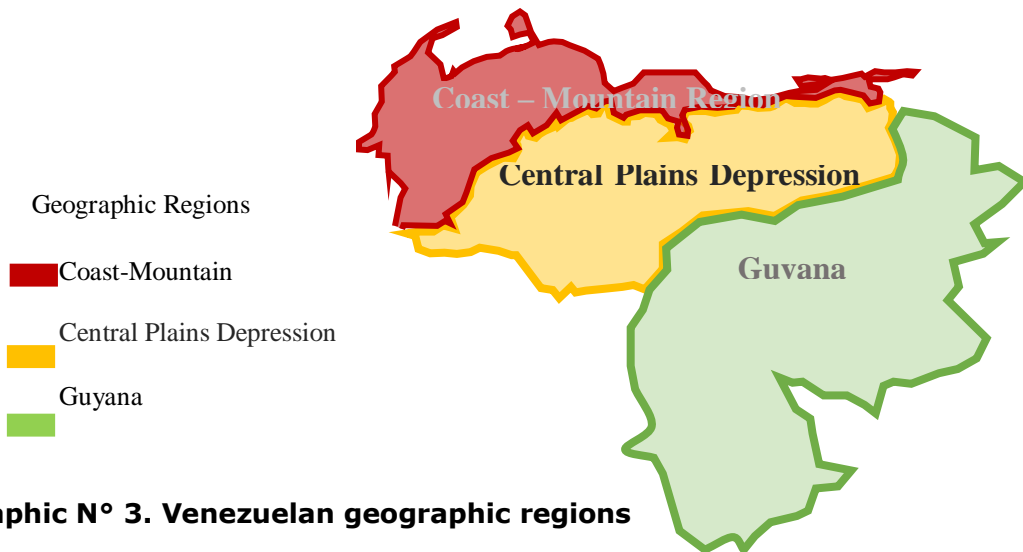 Coast – Mountain Region
Central Plains Depression
Guvana
Geographic Regions
Coast-Mountain
Central Plains Depression
Guyana
aphic N° 3. Venezuelan geographic regions